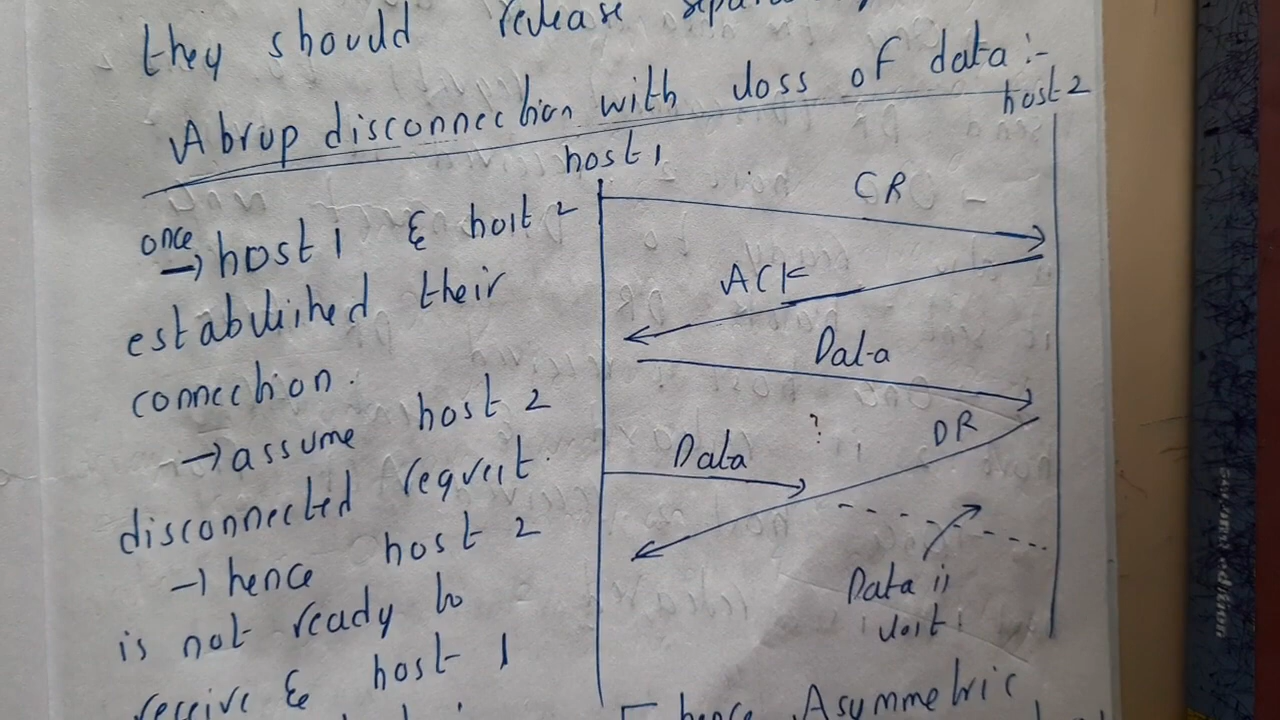 they should release
Abrup disconnection with loss of data :-
host 1
host 2
once
→ host 1 & host 2
established their
connection.
→ assume host 2
disconnected request.
→ hence host 2
is not ready to
receive & host 1
CR
ACK
Data
DR
?
Data
Data is
lost
hence Asymmetric